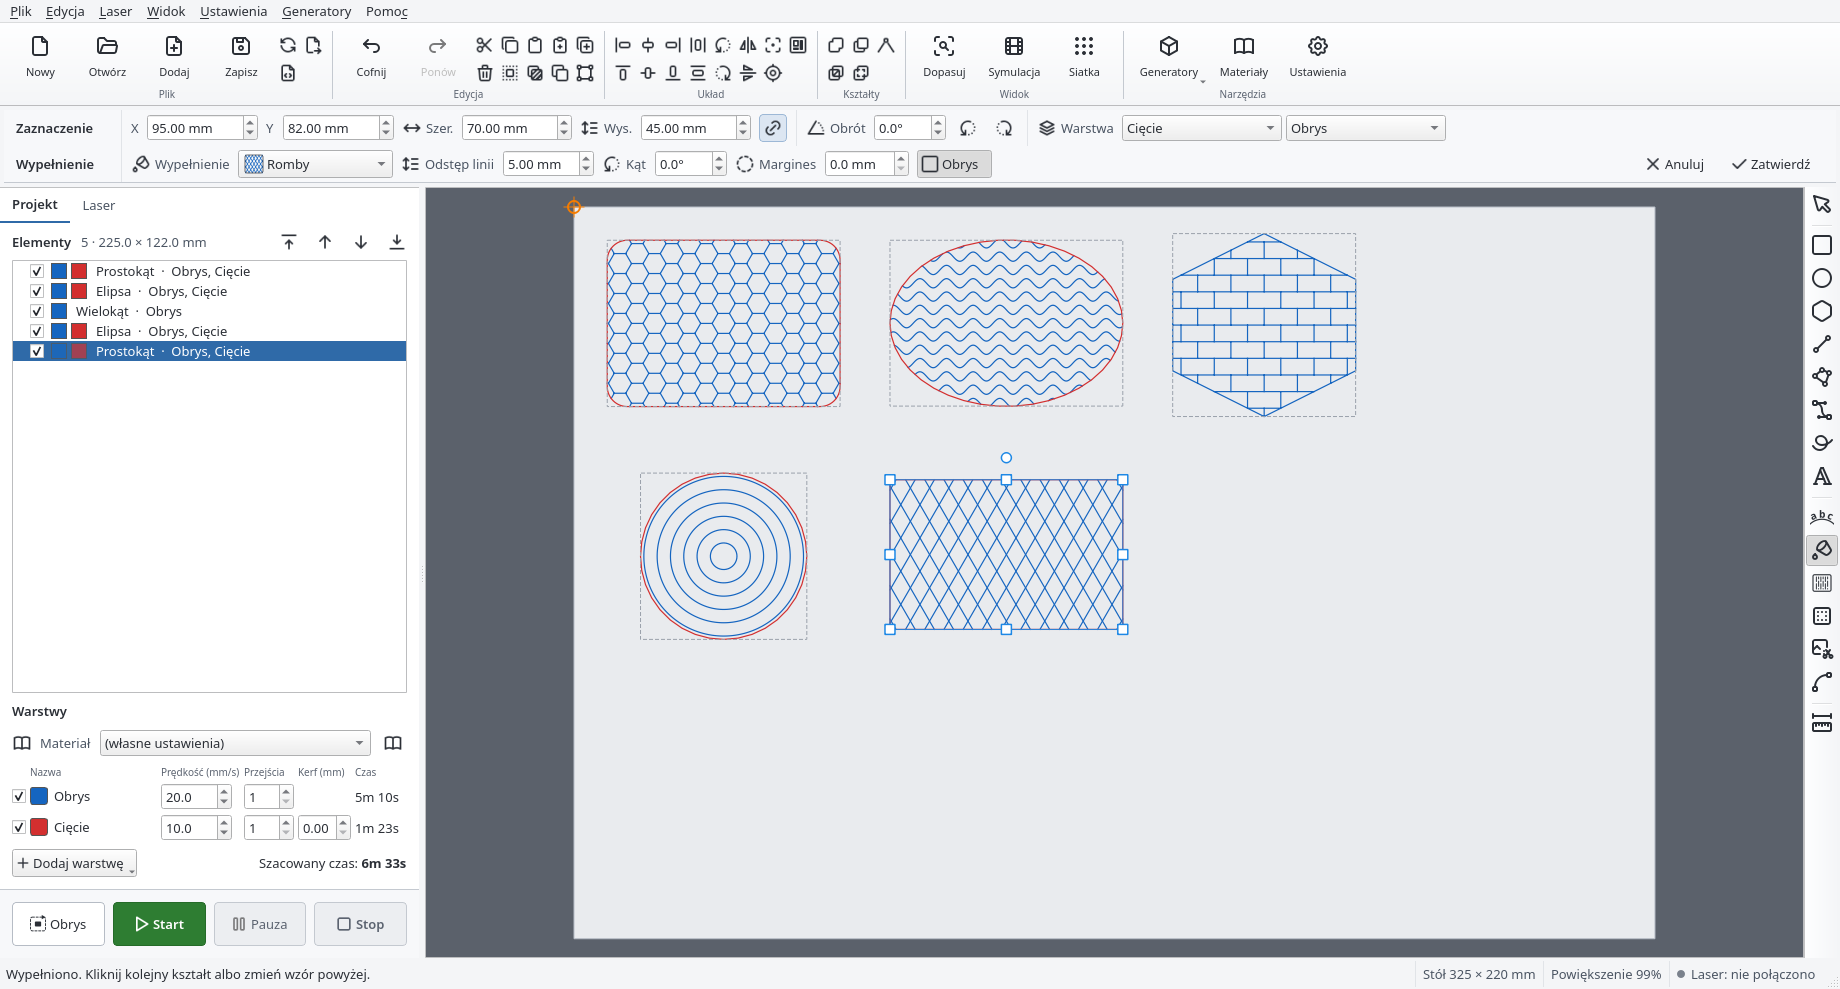 Plik Edycja Laser Widok Ustawienia Generatory Pomoc
Nowy Otwórz Dodaj Zapisz Cofnij Ponów Dopasuj Symulacja Siatka Generatory Materiały Ustawienia
Plik Edycja Układ Kształty Widok Narzędzia
Zaznaczenie X 95.00 mm Y 82.00 mm Szer. 70.00 mm Wys. 45.00 mm Obrót 0.0° Warstwa Cięcie Obrys
Wypełnienie Wypełnienie Romby Odstęp linii 5.00 mm Kąt 0.0° Margines 0.0 mm Obrys Anuluj Zatwierdź
Projekt Laser
Elementy 5 · 225.0 × 122.0 mm
Prostokąt · Obrys, Cięcie
Elipsa · Obrys, Cięcie
Wielokąt · Obrys
Elipsa · Obrys, Cięcie
Prostokąt · Obrys, Cięcie
A
abc
Warstwy
Materiał (własne ustawienia)
Nazwa Prędkość (mm/s) Przejścia Kerf (mm) Czas
Obrys 20.0 1 5m 10s
Cięcie 10.0 1 0.00 1m 23s
Dodaj warstwę Szacowany czas: 6m 33s
Obrys Start Pauza Stop
Wypełniono. Kliknij kolejny kształt albo zmień wzór powyżej. Stół 325 × 220 mm Powiększenie 99% Laser: nie połączono